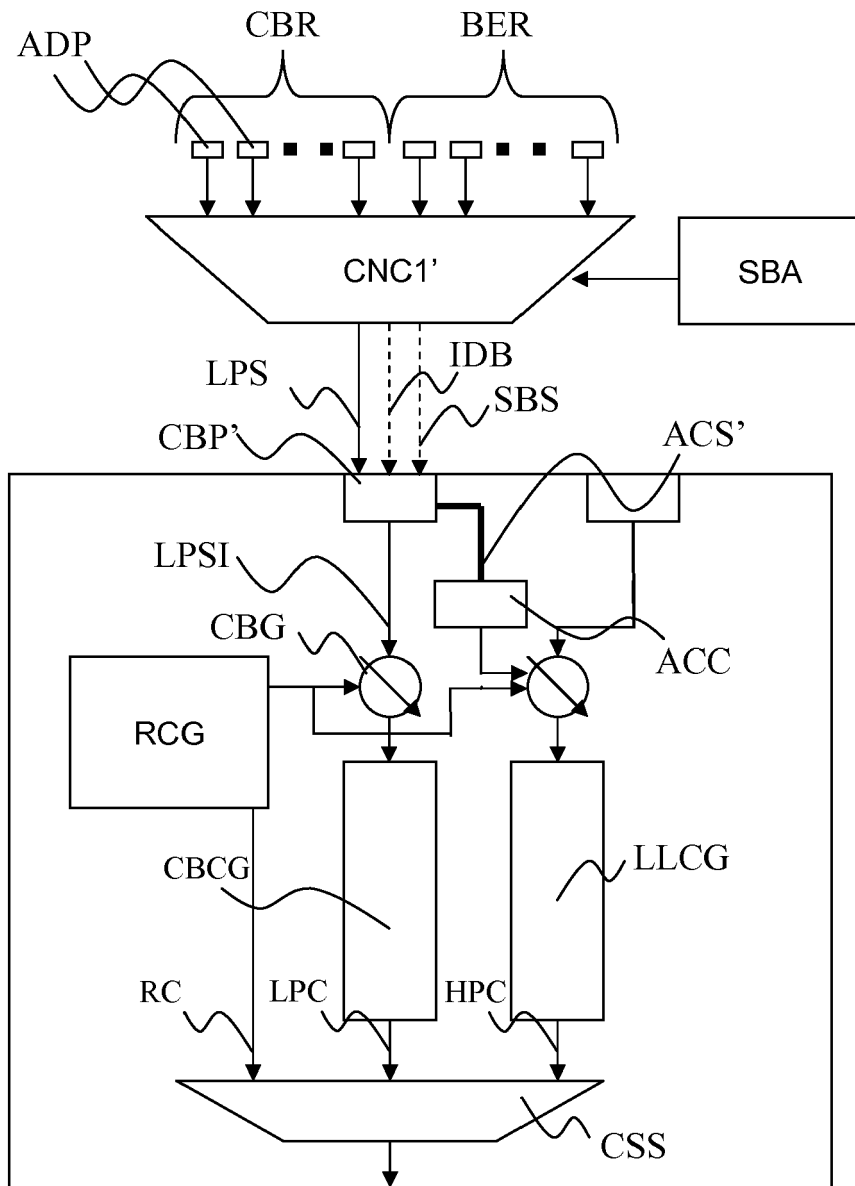 CBR
BER
ADP
CNC1’
SBA
LPS
IDB
SBS
CBP’
ACS’
LPSI
CBG
ACC
RCG
CBCG
LLCG
RC
LPC
HPC
CSS